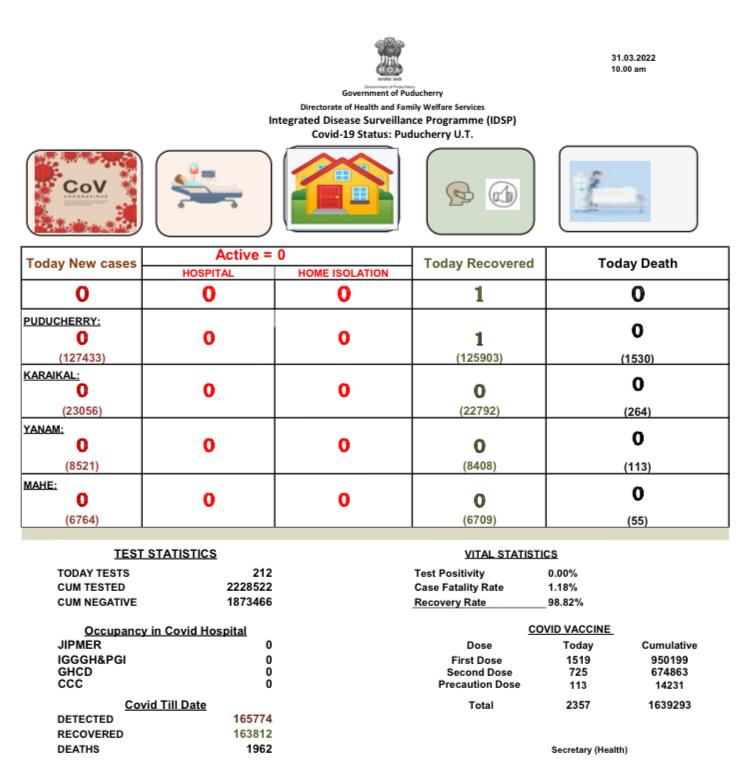 31.03.2022
10.00 am
सत्यमेव जयते
Government of Puducherry
Government of Puducherry
Directorate of Health and Family Welfare Services
Integrated Disease Surveillance Programme (IDSP)
Covid-19 Status: Puducherry U.T.
CoV
CORONAVIRUS
Today New cases
Active = 0
HOSPITAL HOME ISOLATION
Today Recovered
Today Death
0 0 0 1 0
PUDUCHERRY:
0 0 0 1 0
(127433) (125903) (1530)
KARAIKAL:
0 0 0 0 0
(23056) (22792) (264)
YANAM:
0 0 0 0 0
(8521) (8408) (113)
MAHE:
0 0 0 0 0
(6764) (6709) (55)
TEST STATISTICS
TODAY TESTS 212
CUM TESTED 2228522
CUM NEGATIVE 1873466
VITAL STATISTICS
Test Positivity 0.00%
Case Fatality Rate 1.18%
Recovery Rate 98.82%
Occupancy in Covid Hospital
JIPMER 0
IGGGH&PGI 0
GHCD 0
CCC 0
COVID VACCINE
Dose Today Cumulative
First Dose 1519 950199
Second Dose 725 674863
Precaution Dose 113 14231
Total 2357 1639293
Covid Till Date
DETECTED 165774
RECOVERED 163812
DEATHS 1962
Secretary (Health)